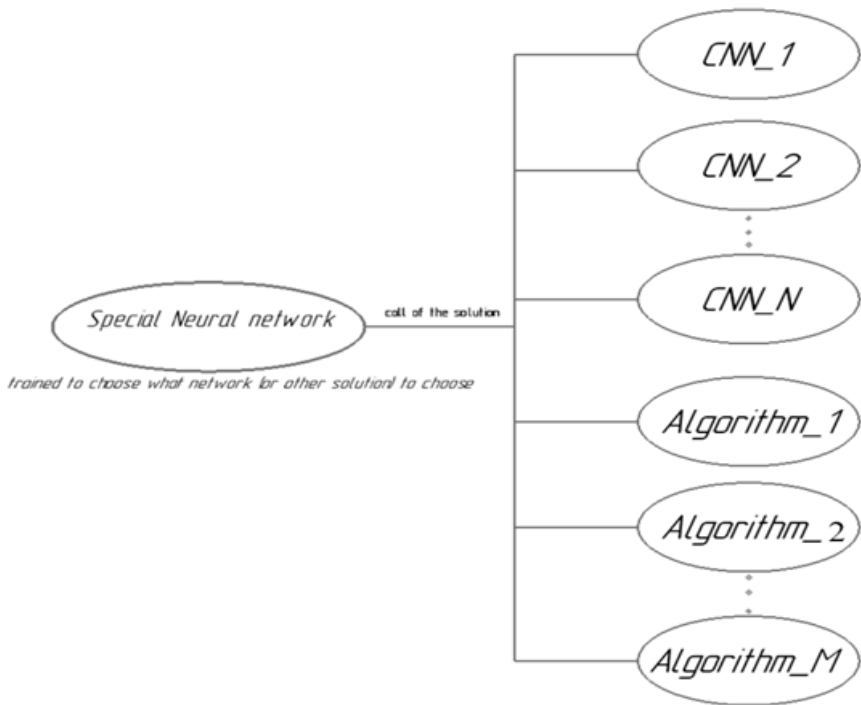 CNN_1
CNN_2
CNN_N
Special Neural network
call of the solution
trained to choose what network (or other solution) to choose
Algorithm_1
Algorithm_2
Algorithm_M